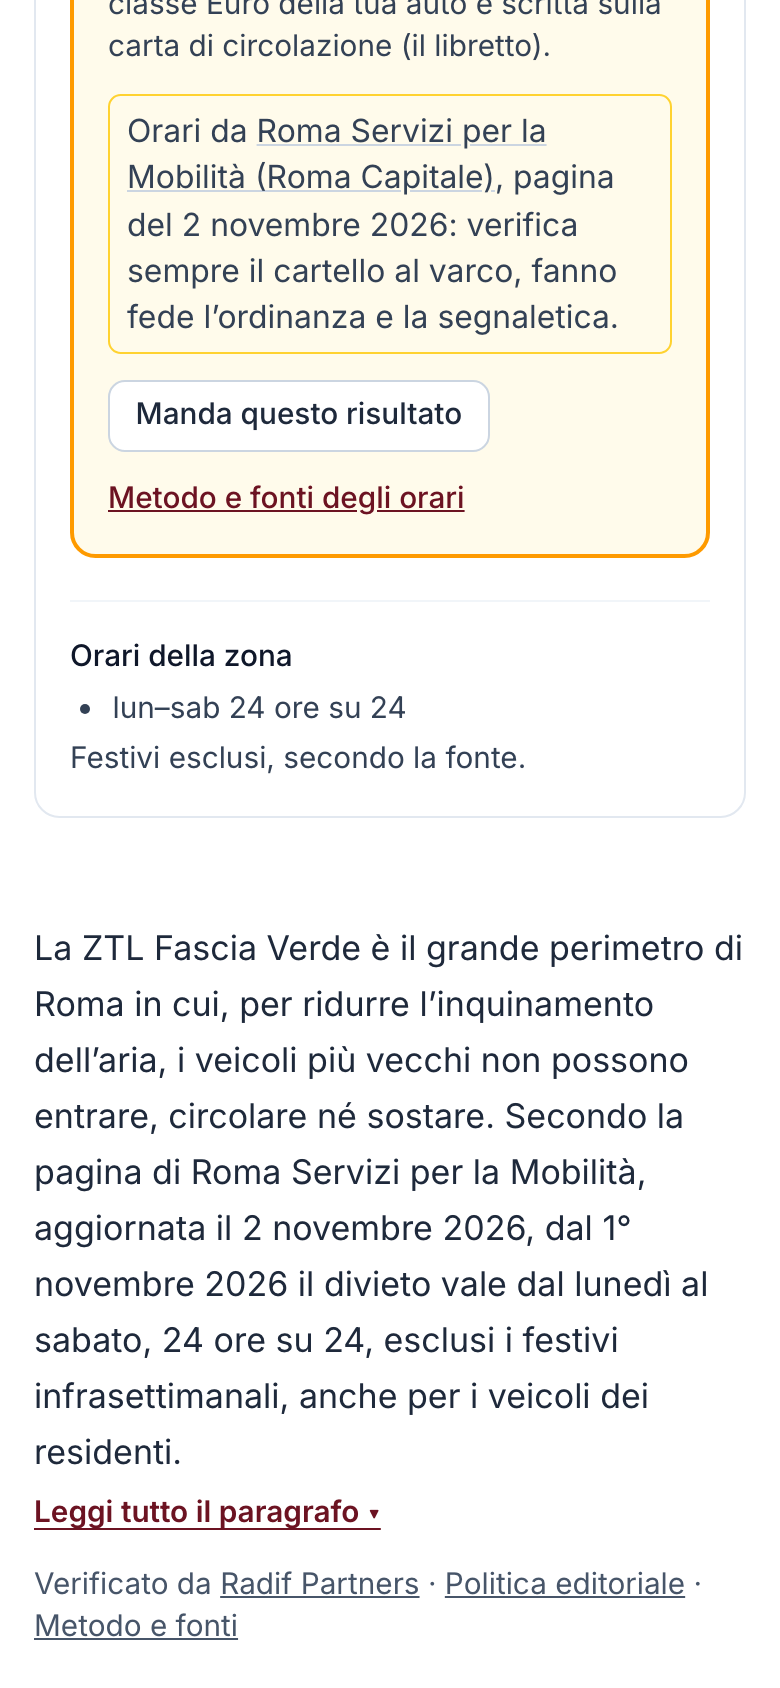 classe Euro della tua auto è scritta sulla
carta di circolazione (il libretto).
Orari da Roma Servizi per la
Mobilità (Roma Capitale), pagina
del 2 novembre 2026: verifica
sempre il cartello al varco, fanno
fede l’ordinanza e la segnaletica.
Manda questo risultato
Metodo e fonti degli orari
Orari della zona
• lun–sab 24 ore su 24
Festivi esclusi, secondo la fonte.
La ZTL Fascia Verde è il grande perimetro di
Roma in cui, per ridurre l’inquinamento
dell’aria, i veicoli più vecchi non possono
entrare, circolare né sostare. Secondo la
pagina di Roma Servizi per la Mobilità,
aggiornata il 2 novembre 2026, dal 1°
novembre 2026 il divieto vale dal lunedì al
sabato, 24 ore su 24, esclusi i festivi
infrasettimanali, anche per i veicoli dei
residenti.
Leggi tutto il paragrafo ▾
Verificato da Radif Partners · Politica editoriale ·
Metodo e fonti